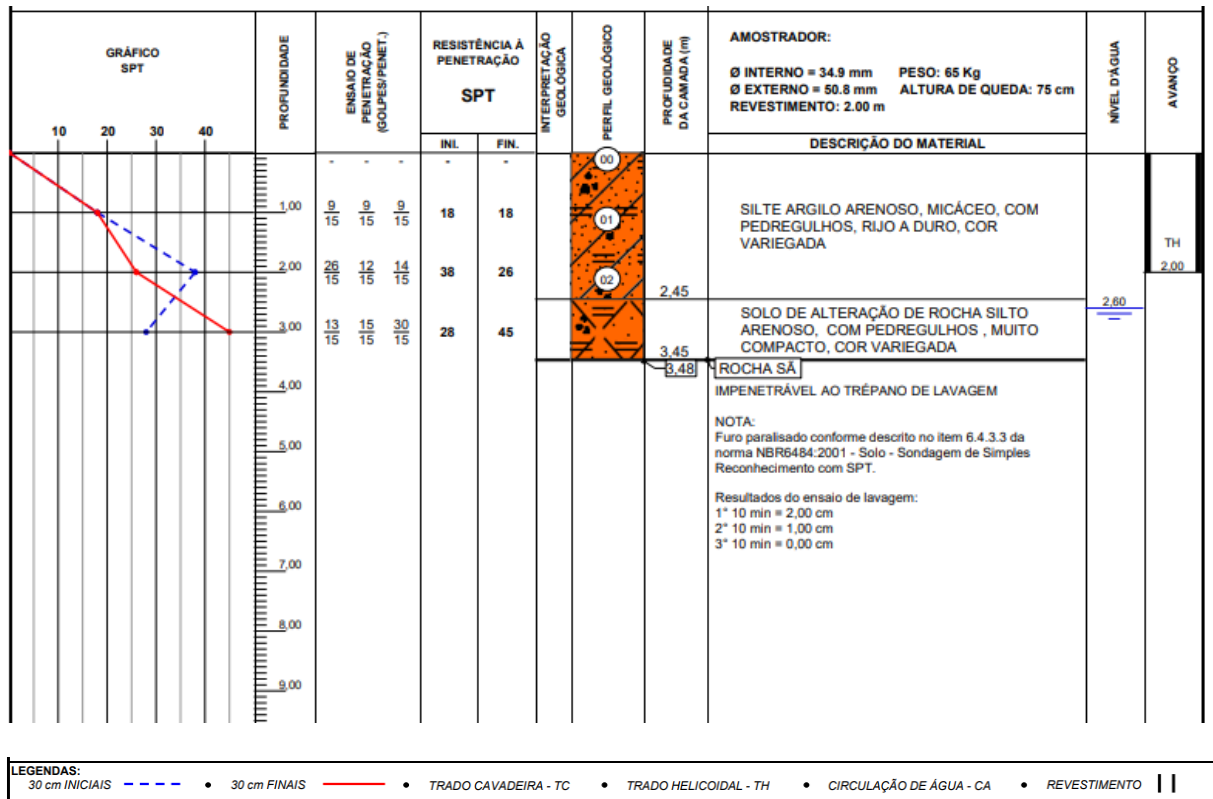 GRÁFICO
SPT
10 20 30 40
PROFUNDIDADE
ENSAIO DE
PENETRAÇÃO
(GOLPES/PENET.)
RESISTÊNCIA À
PENETRAÇÃO
SPT
INI. FIN.
INTERPRETAÇÃO
GEOLÓGICA
PERFIL GEOLÓGICO
PROFUDIDADE
DA CAMADA (m)
AMOSTRADOR:
Ø INTERNO = 34.9 mm PESO: 65 Kg
Ø EXTERNO = 50.8 mm ALTURA DE QUEDA: 75 cm
REVESTIMENTO: 2.00 m
DESCRIÇÃO DO MATERIAL
NÍVEL D'ÁGUA
AVANÇO
- - - - - 00
1,00 9/15 9/15 9/15 18 18 01
2,00 26/15 12/15 14/15 38 26 02
3,00 13/15 15/15 30/15 28 45
4,00
5,00
6,00
7,00
8,00
9,00
2,45
3,45
3,48
SILTE ARGILO ARENOSO, MICÁCEO, COM
PEDREGULHOS, RIJO A DURO, COR
VARIEGADA
SOLO DE ALTERAÇÃO DE ROCHA SILTO
ARENOSO, COM PEDREGULHOS , MUITO
COMPACTO, COR VARIEGADA
ROCHA SÃ
IMPENETRÁVEL AO TRÉPANO DE LAVAGEM
NOTA:
Furo paralisado conforme descrito no item 6.4.3.3 da
norma NBR6484:2001 - Solo - Sondagem de Simples
Reconhecimento com SPT.
Resultados do ensaio de lavagem:
1° 10 min = 2,00 cm
2° 10 min = 1,00 cm
3° 10 min = 0,00 cm
2,60
TH
2,00
LEGENDAS:
30 cm INICIAIS • 30 cm FINAIS • TRADO CAVADEIRA - TC • TRADO HELICOIDAL - TH • CIRCULAÇÃO DE ÁGUA - CA • REVESTIMENTO